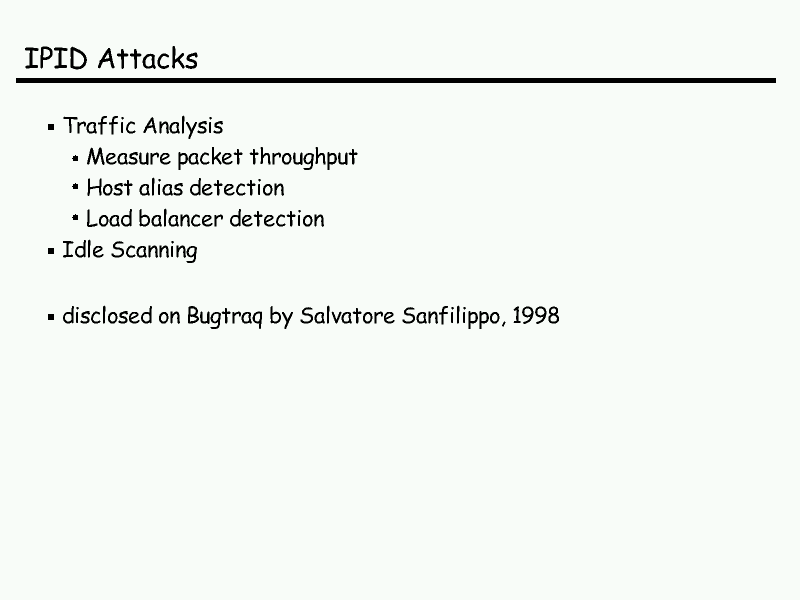 IPID Attacks
Traffic Analysis
Measure packet throughput
Host alias detection
Load balancer detection
Idle Scanning
disclosed on Bugtraq by Salvatore Sanfilippo, 1998